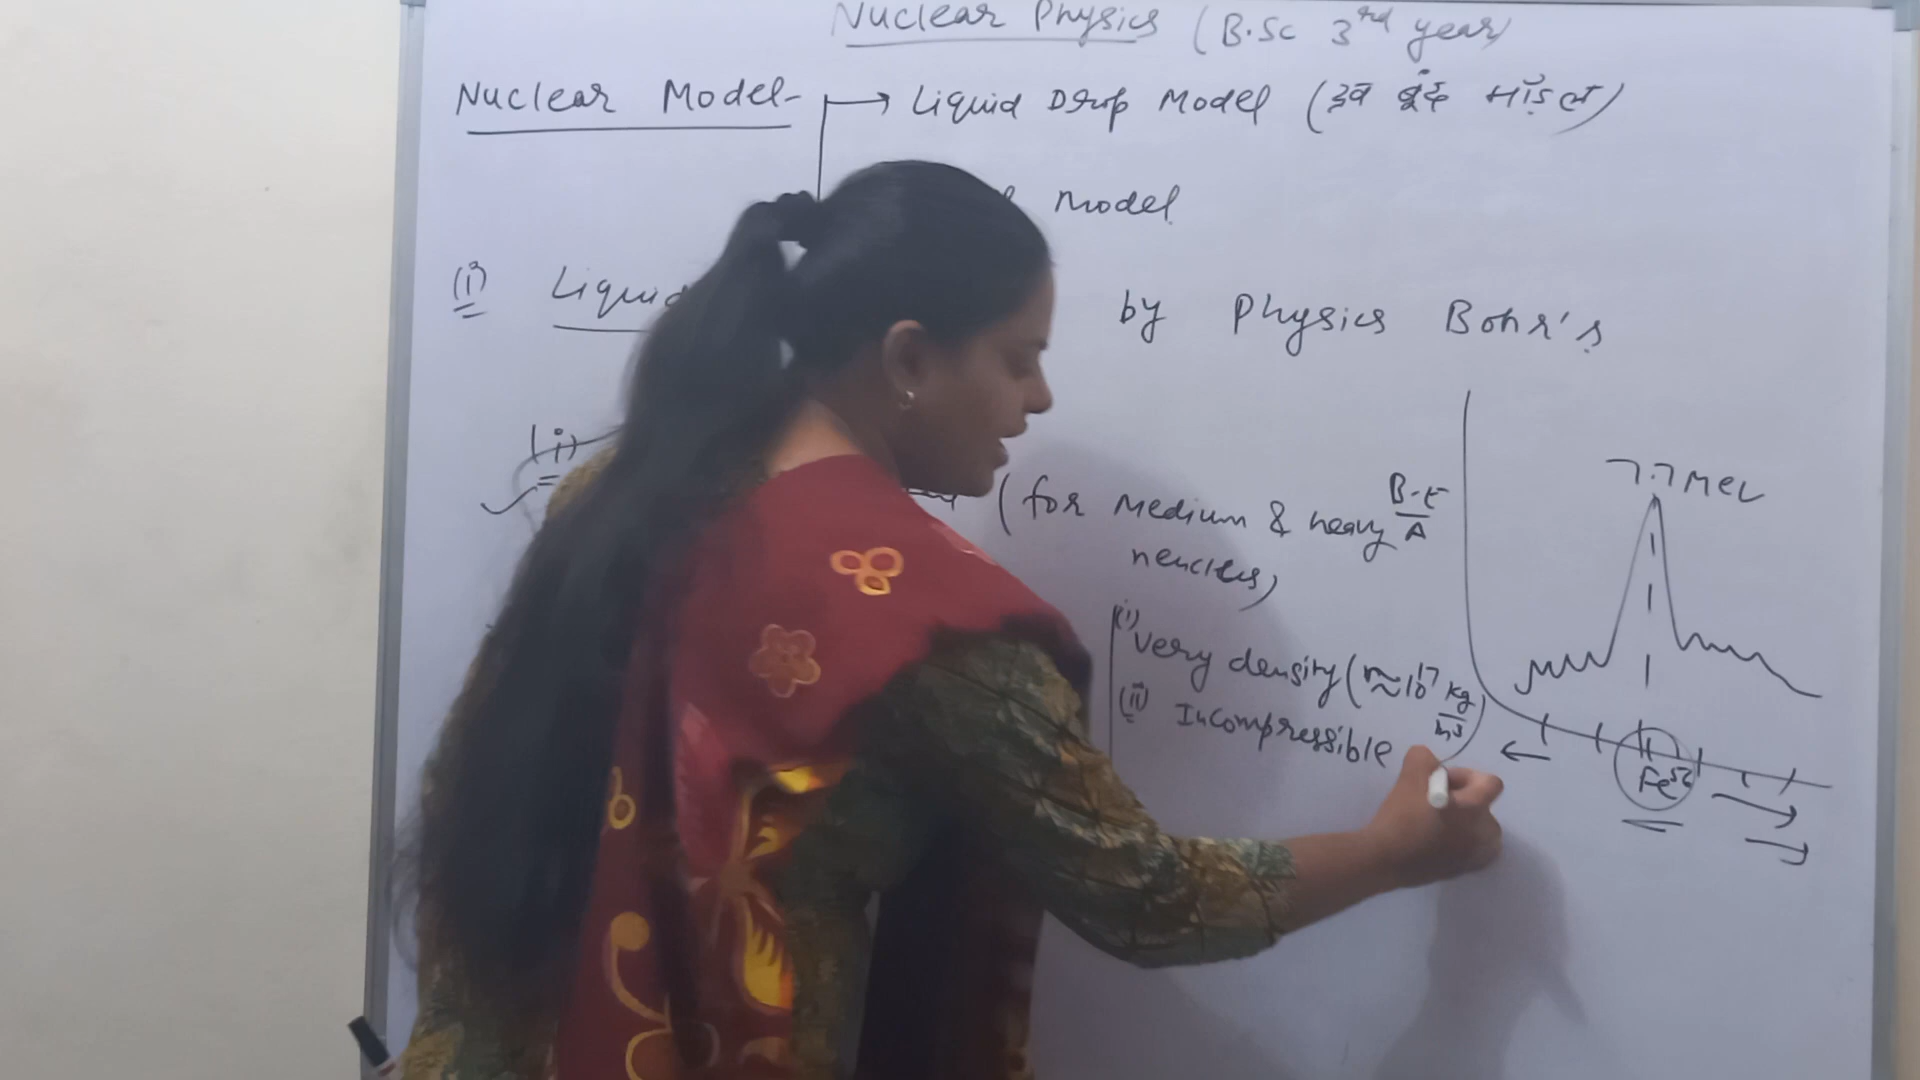 Nuclear Physics (B.Sc 3rd year)
Nuclear Model- → Liquid Drop Model (द्रव बूंद मॉडल)
Model
(i) Liquid by Physics Bohr's
(i)
(for Medium & heavy
B.E/A
7.7 Mev
(i) Very density (≈10^17 kg/m3)
(ii) Incompressible
Fe56